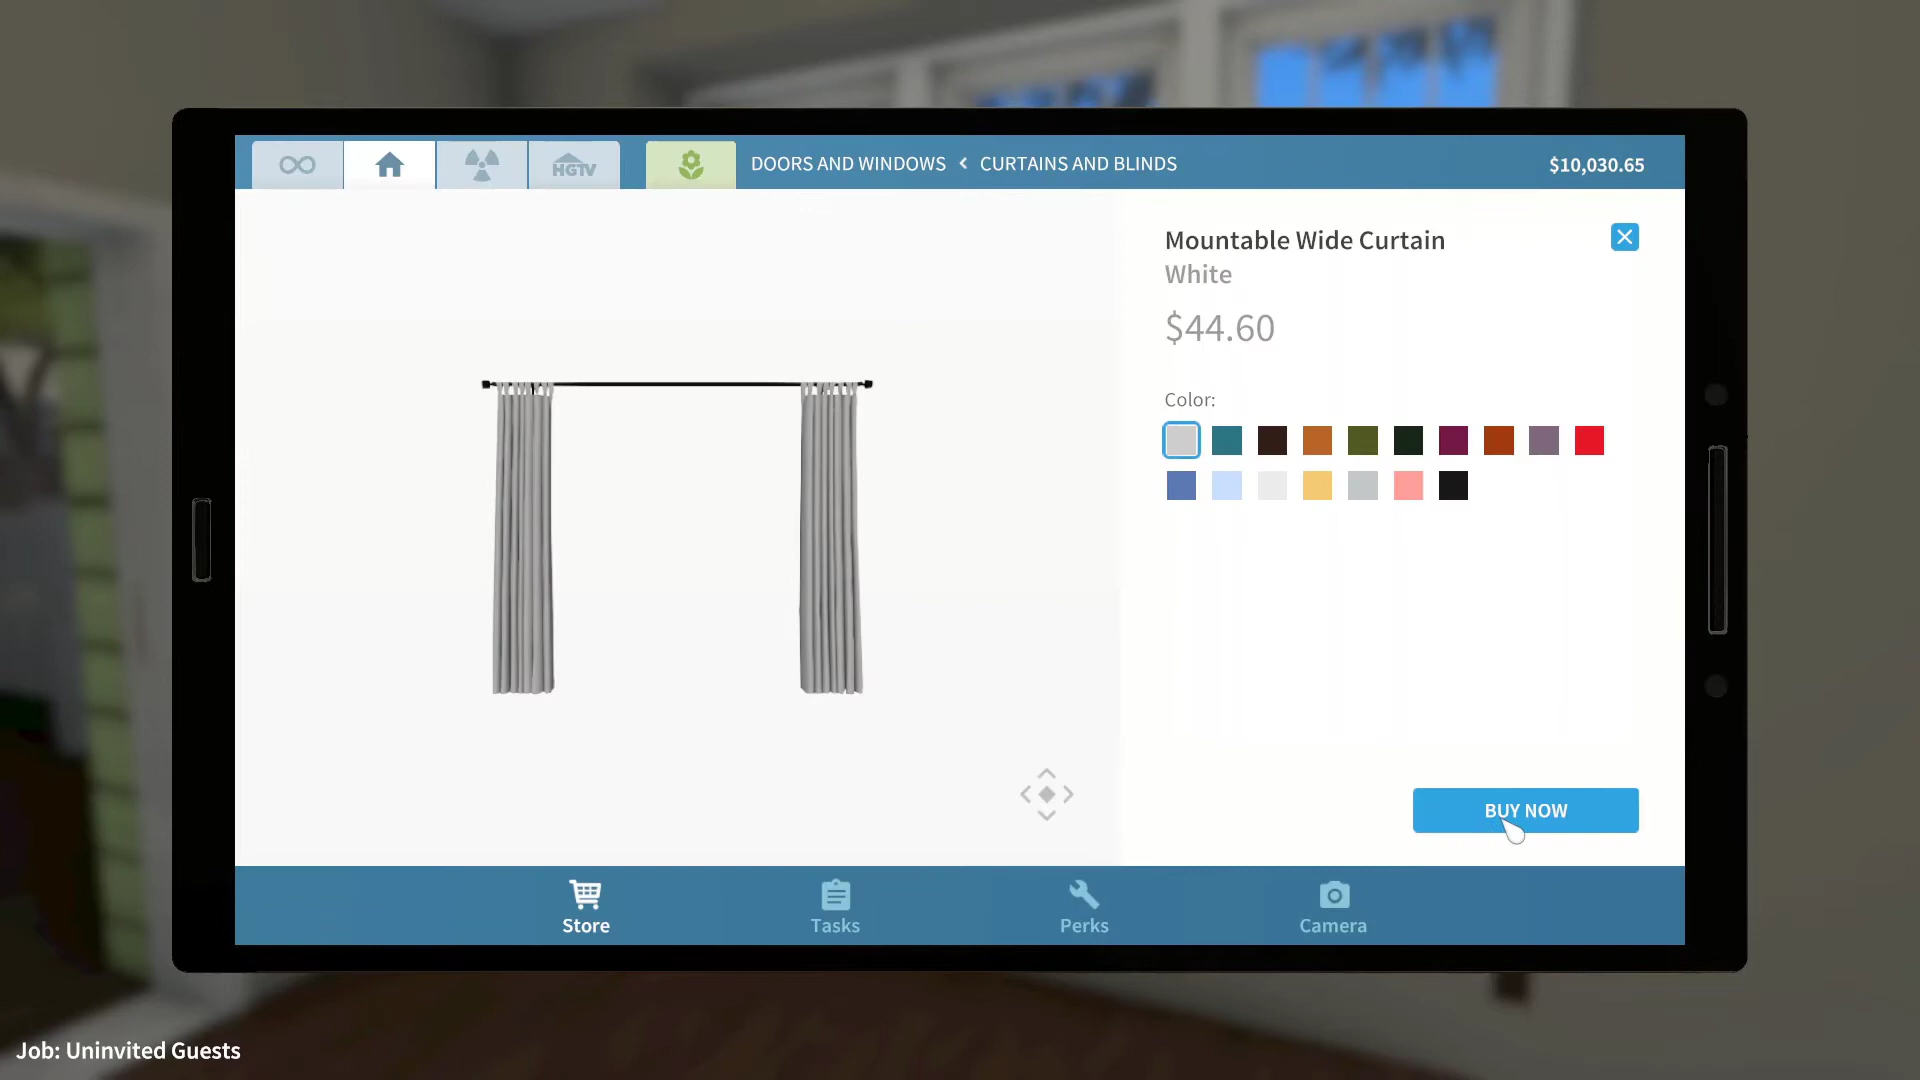 HGTV
DOORS AND WINDOWS < CURTAINS AND BLINDS
$10,030.65
Mountable Wide Curtain
White
$44.60
Color:
BUY NOW
Store
Tasks
Perks
Camera
Job: Uninvited Guests